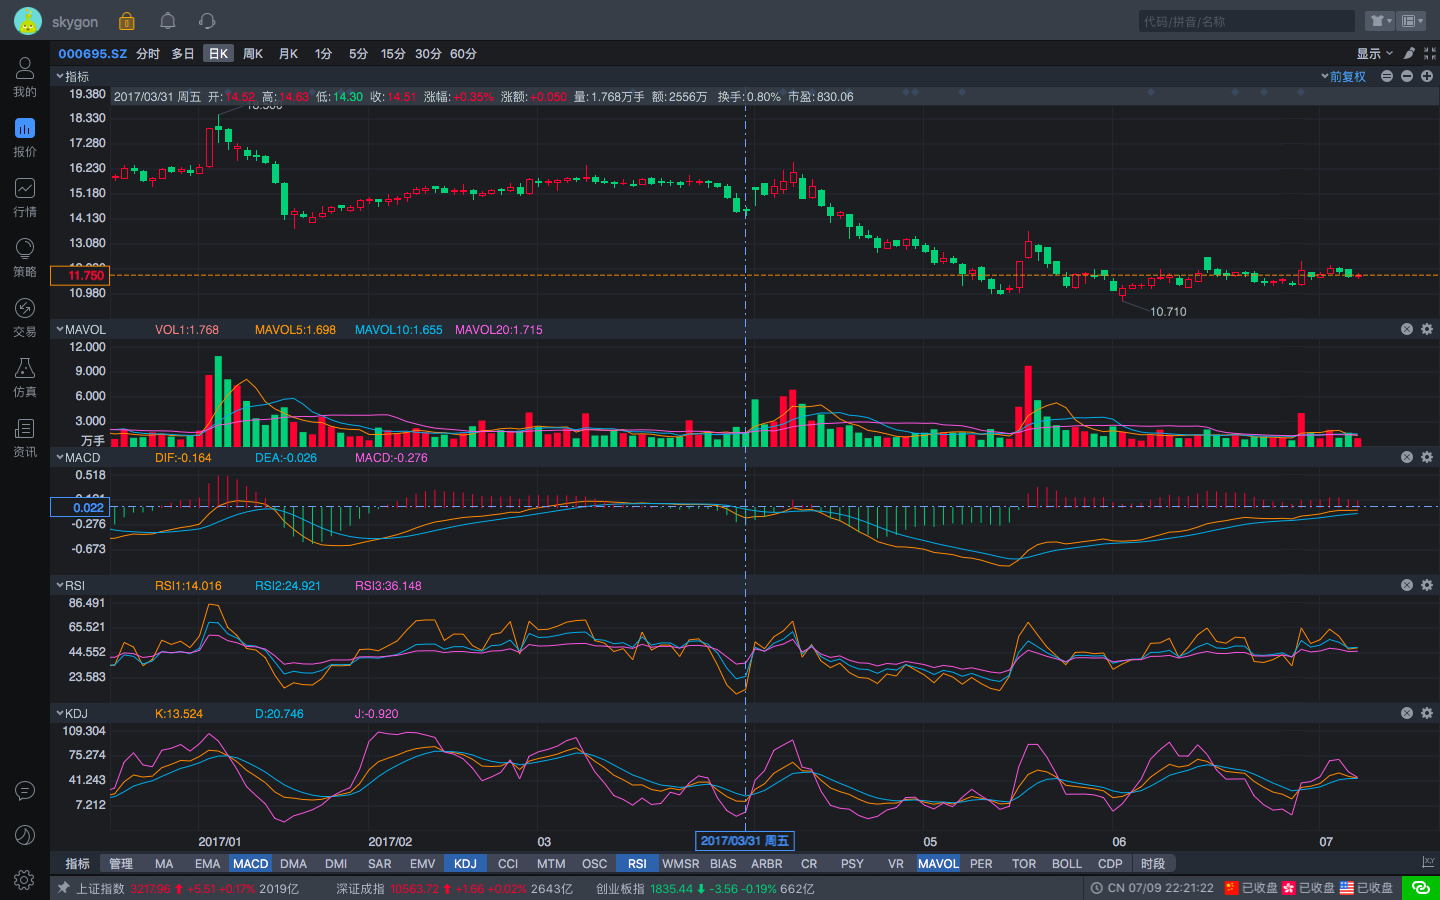 skygon
代码/拼音/名称
000695.SZ 分时 多日 日K 周K 月K 1分 5分 15分 30分 60分 显示
我的
报价
行情
策略
交易
仿真
资讯
指标 前复权
2017/03/31 周五 开:14.52 高:14.63 低:14.30 收:14.51 涨幅:+0.35% 涨额:+0.050 量:1.768万手 额:2556万 换手:0.80% 市盈:830.06
19.380
18.330
17.280
16.230
15.180
14.130
13.080
11.750
10.980
10.710
MAVOL VOL1:1.768 MAVOL5:1.698 MAVOL10:1.655 MAVOL20:1.715
12.000
9.000
6.000
3.000
万手
MACD DIF:-0.164 DEA:-0.026 MACD:-0.276
0.518
0.022
-0.276
-0.673
RSI RSI1:14.016 RSI2:24.921 RSI3:36.148
86.491
65.521
44.552
23.583
KDJ K:13.524 D:20.746 J:-0.920
109.304
75.274
41.243
7.212
2017/01 2017/02 03 2017/03/31 周五 05 06 07
指标 管理 MA EMA MACD DMA DMI SAR EMV KDJ CCI MTM OSC RSI WMSR BIAS ARBR CR PSY VR MAVOL PER TOR BOLL CDP 时段
上证指数 3217.96 +5.51 +0.17% 2019亿 深证成指 10563.72 +1.66 +0.02% 2643亿 创业板指 1835.44 -3.56 -0.19% 662亿 CN 07/09 22:21:22 已收盘 已收盘 已收盘